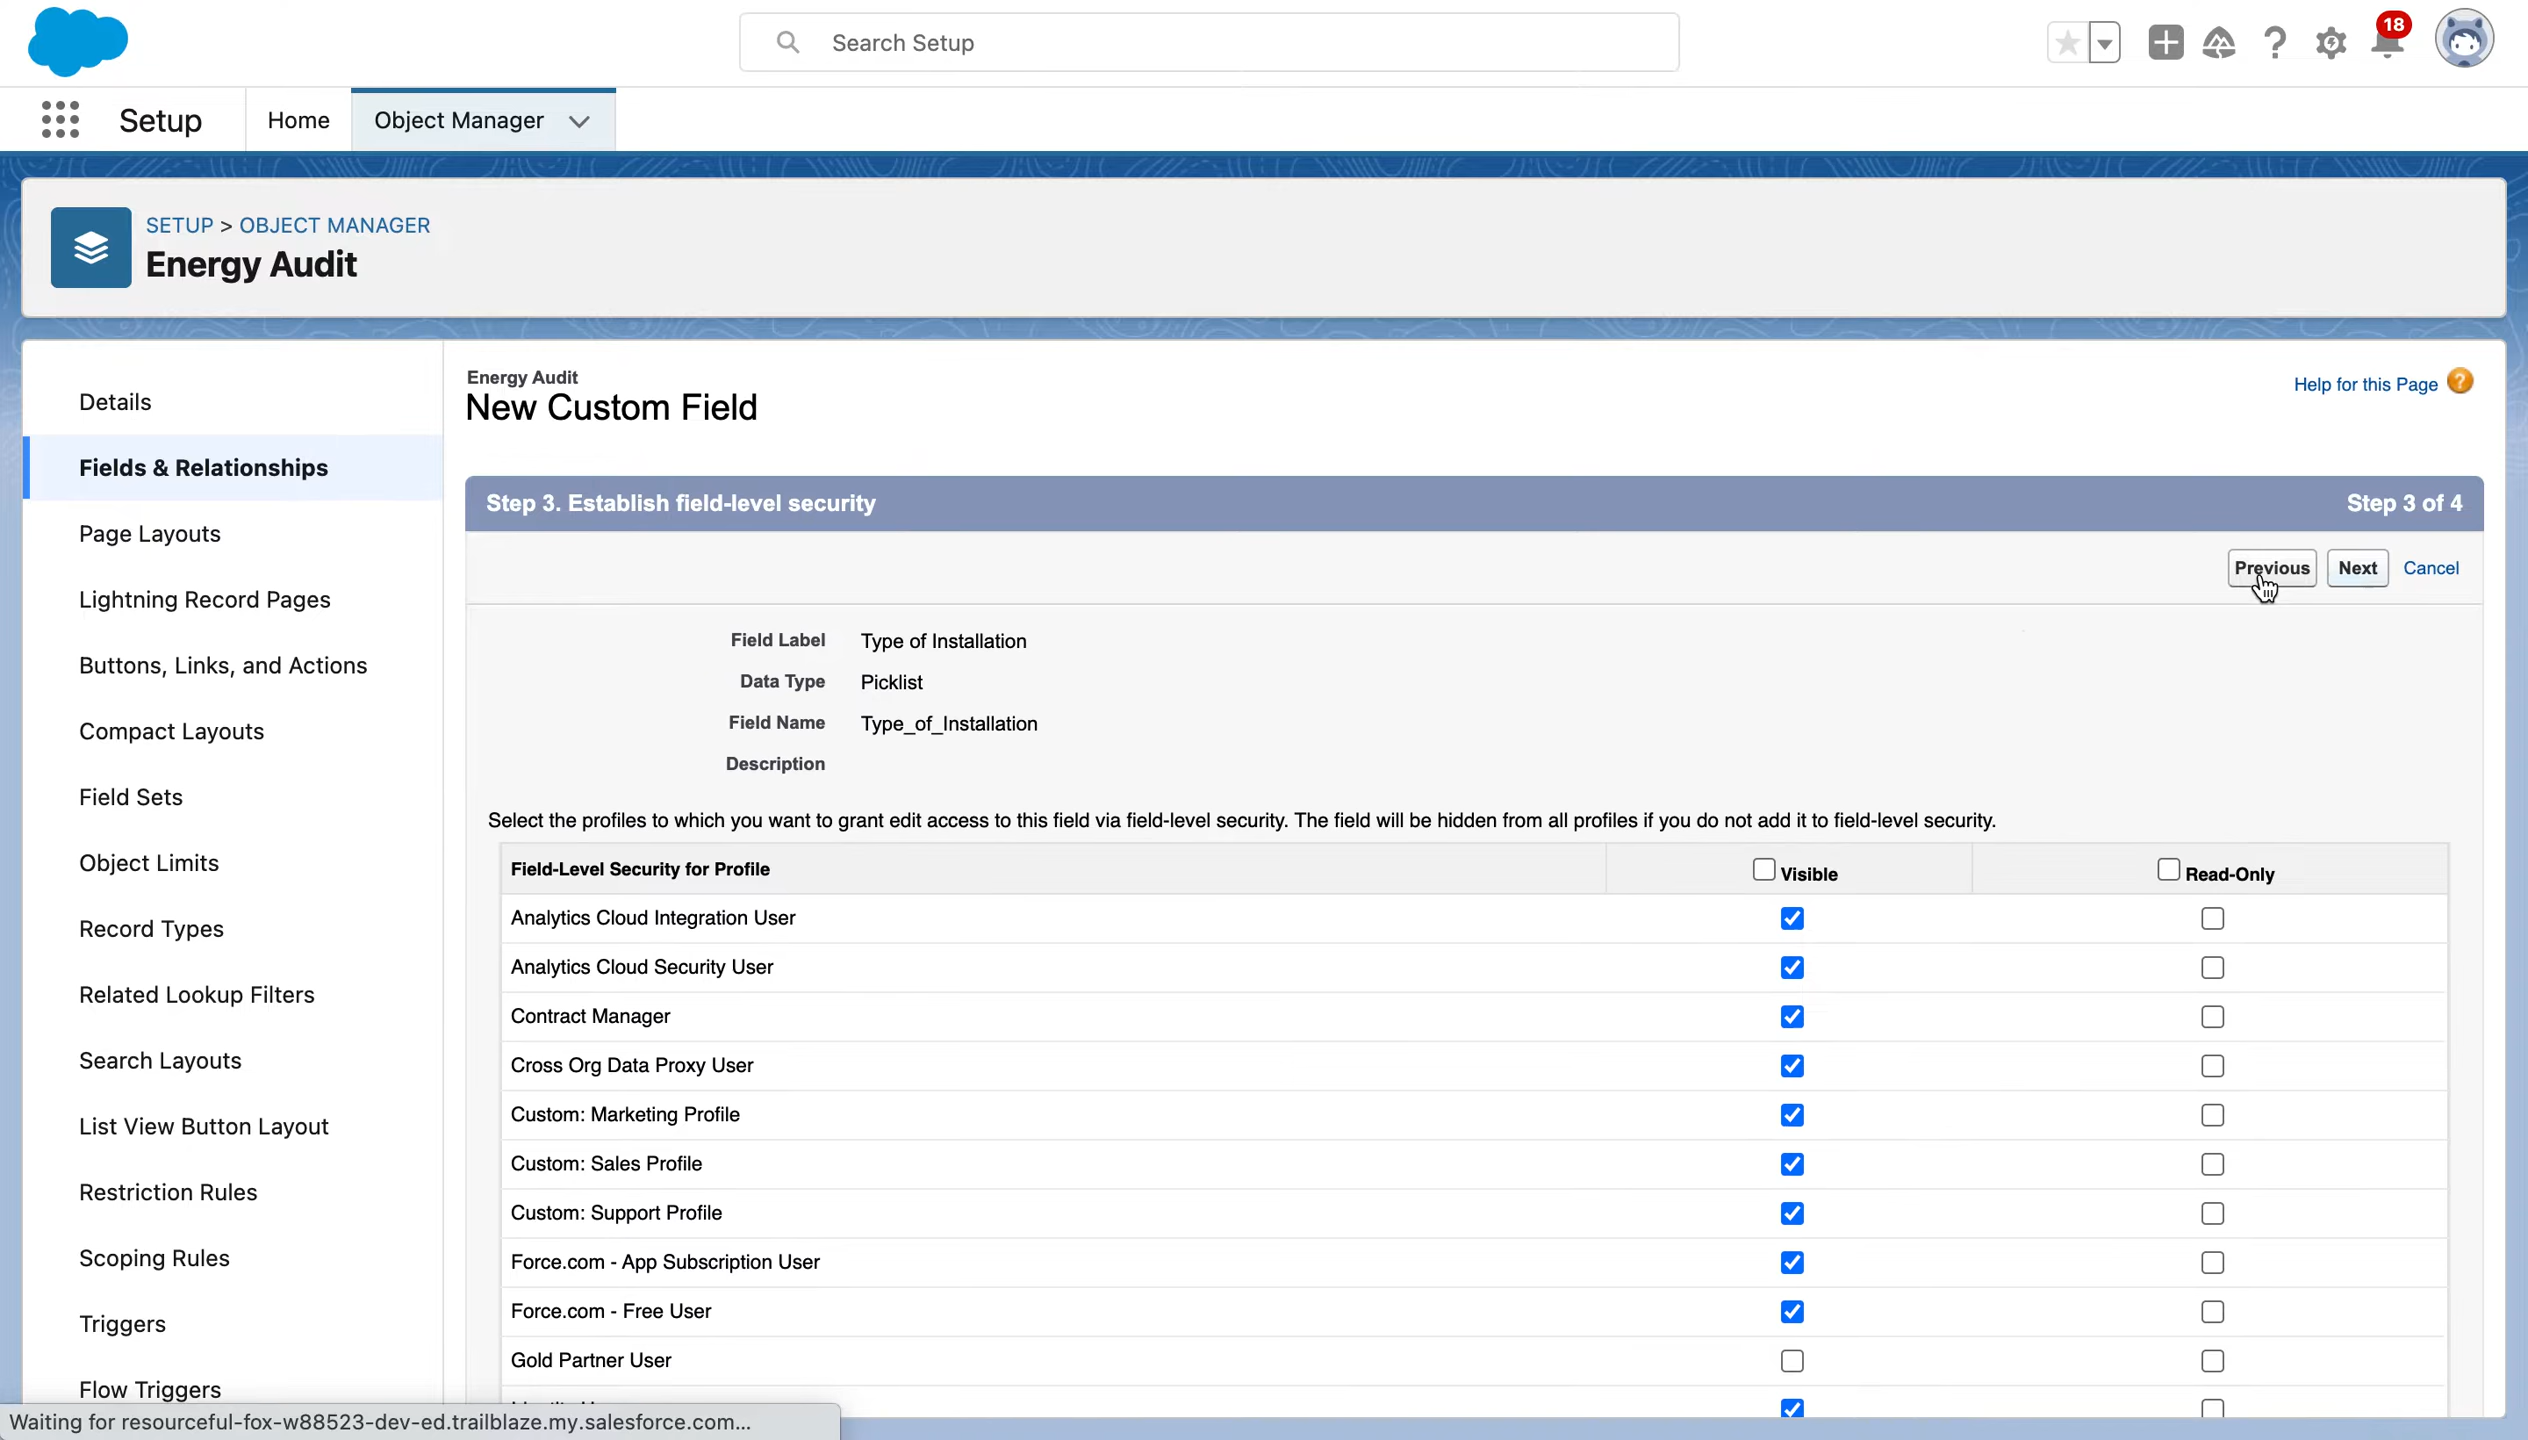 Search Setup
18
Setup
Home
Object Manager
SETUP > OBJECT MANAGER
Energy Audit
Details
Fields & Relationships
Page Layouts
Lightning Record Pages
Buttons, Links, and Actions
Compact Layouts
Field Sets
Object Limits
Record Types
Related Lookup Filters
Search Layouts
List View Button Layout
Restriction Rules
Scoping Rules
Triggers
Flow Triggers
Energy Audit
New Custom Field
Help for this Page ?
Step 3. Establish field-level security
Step 3 of 4
Previous
Next
Cancel
Field Label Type of Installation
Data Type Picklist
Field Name Type_of_Installation
Description
Select the profiles to which you want to grant edit access to this field via field-level security. The field will be hidden from all profiles if you do not add it to field-level security.
Field-Level Security for Profile Visible Read-Only
Analytics Cloud Integration User
Analytics Cloud Security User
Contract Manager
Cross Org Data Proxy User
Custom: Marketing Profile
Custom: Sales Profile
Custom: Support Profile
Force.com - App Subscription User
Force.com - Free User
Gold Partner User
Waiting for resourceful-fox-w88523-dev-ed.trailblaze.my.salesforce.com...